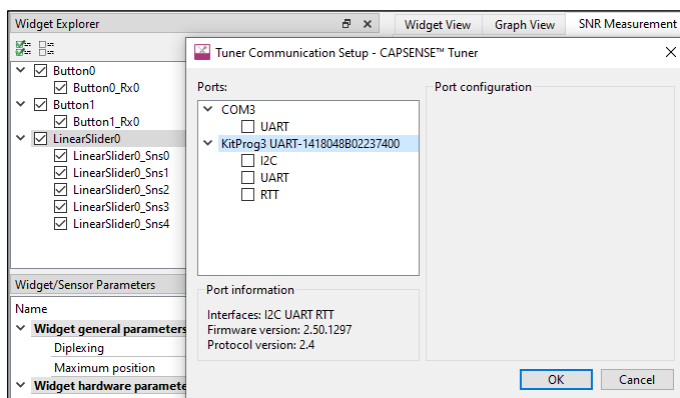 Widget Explorer
Widget View
Graph View
SNR Measurement
Button0
Button0_Rx0
Button1
Button1_Rx0
LinearSlider0
LinearSlider0_Sns0
LinearSlider0_Sns1
LinearSlider0_Sns2
LinearSlider0_Sns3
LinearSlider0_Sns4
Widget/Sensor Parameters
Name
Widget general parameters
Diplexing
Maximum position
Widget hardware paramete
Tuner Communication Setup - CAPSENSE™ Tuner
Ports:
COM3
UART
KitProg3 UART-1418048B02237400
I2C
UART
RTT
Port information
Interfaces: I2C UART RTT
Firmware version: 2.50.1297
Protocol version: 2.4
Port configuration
OK
Cancel